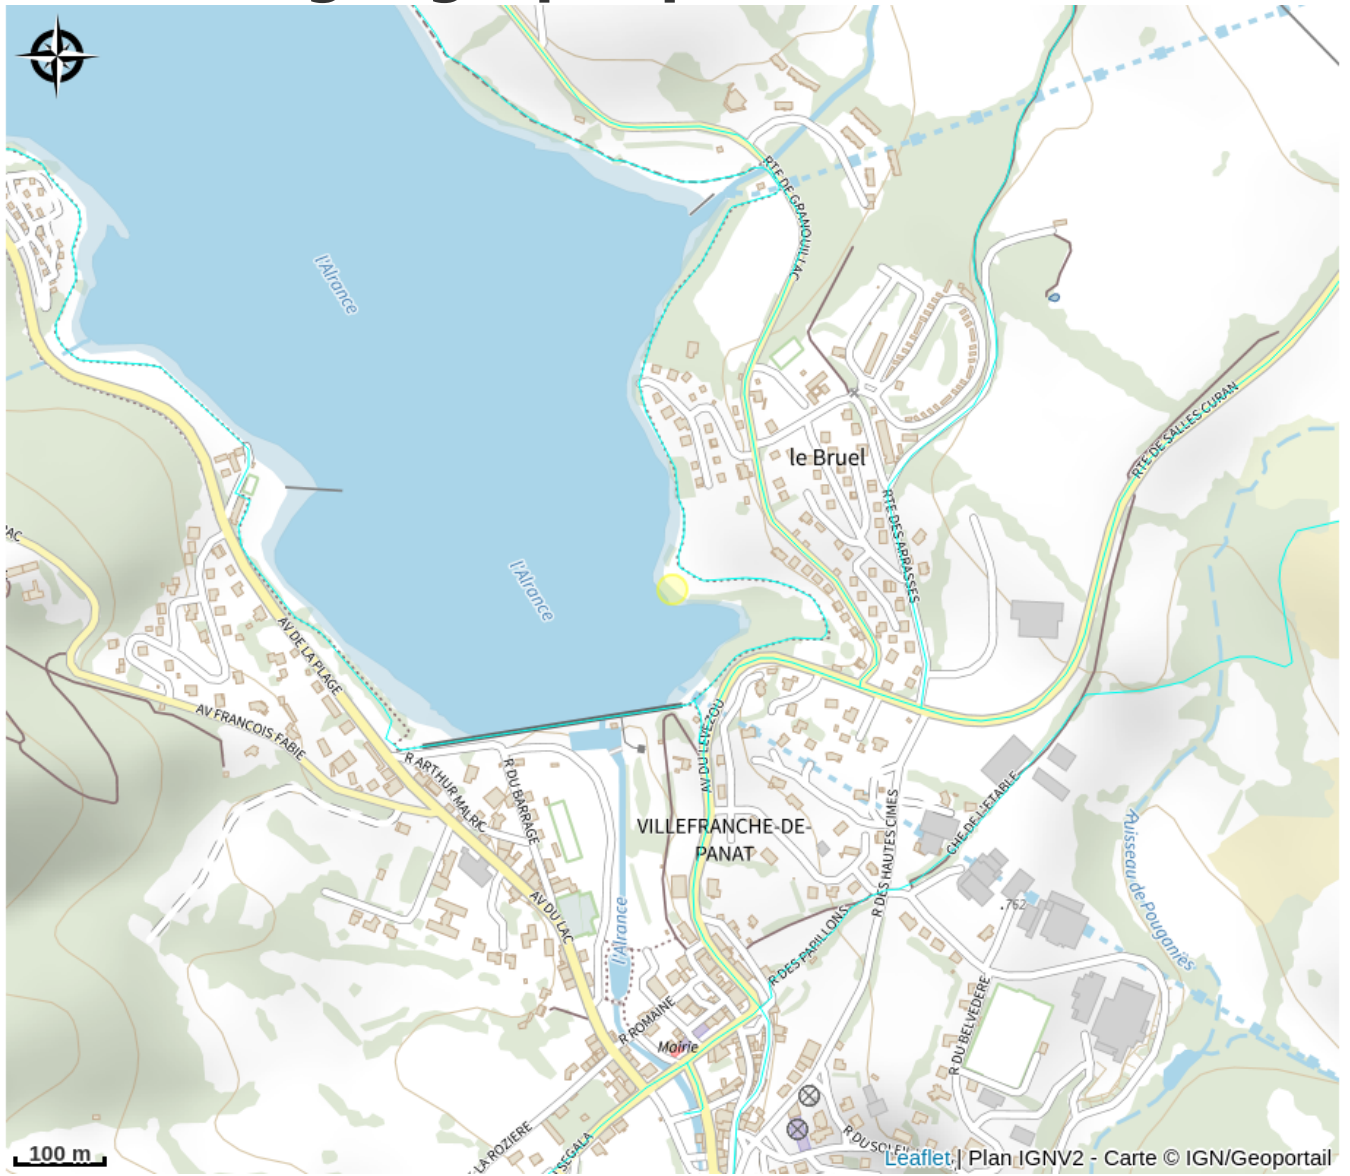 RTE DE GRANOUILLAC
l'Alrance
le Bruel
RTE DE SALLES CURAN
RTE DES ARRASSES
l'Alrance
AV DE LA PLAGE
AV FRANCOIS FABIE
R ARTHUR MALRIC
R DU BARRAGE
AV DU LEVEZOU
VILLEFRANCHE-DE-
PANAT
R DES HAUTES CIMES
CHE DE L'ETABLE
Ruisseau de Pouganiès
.762
AV DU LAC
l'Alrance
R DES PAPILLONS
R ROMAINE
Mairie
R DU BELVEDERE
100 m
Leaflet | Plan IGNV2 - Carte © IGN/Geoportail